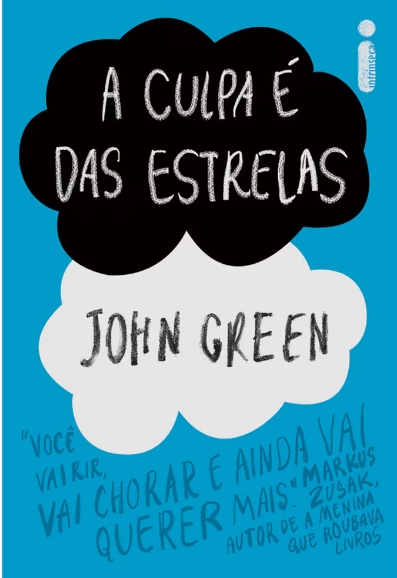 intrínseca
A CULPA É
DAS ESTRELAS
JOHN GREEN
"VOCÊ
VAI RIR,
VAI CHORAR E AINDA VAI
QUERER MAIS." MARKUS
ZUSAK,
AUTOR DE A MENINA
QUE ROUBAVA
LIVROS